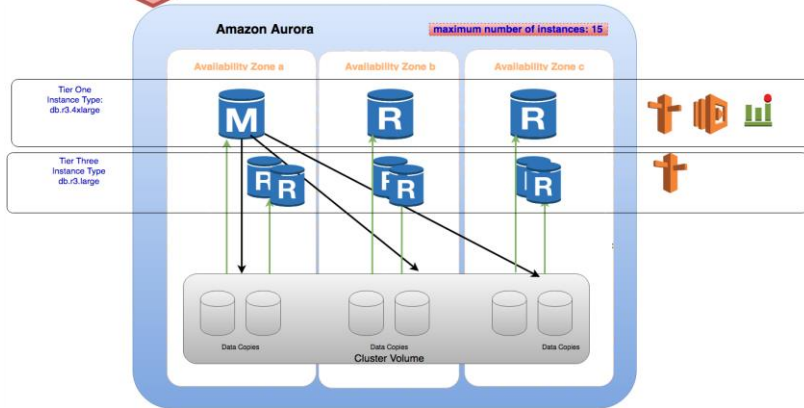 Amazon Aurora
maximum number of instances: 15
Availability Zone a
Availability Zone b
Availability Zone c
Tier One
Instance Type:
db.r3.4xlarge
M
R
R
Tier Three
Instance Type
db.r3.large
R
R
R
R
R
Data Copies
Data Copies
Data Copies
Cluster Volume